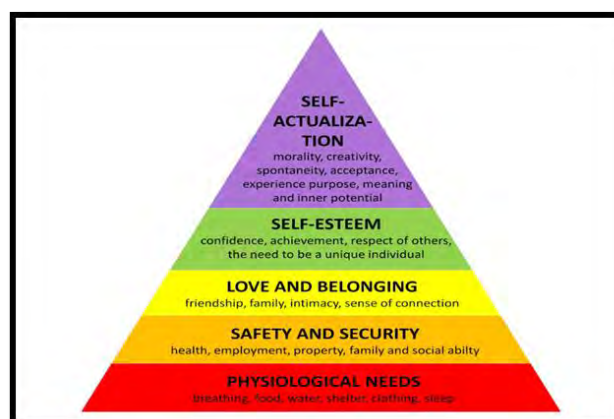 SELF-
ACTUALIZA-
TION
morality, creativity,
spontaneity, acceptance,
experience purpose, meaning
and inner potential
SELF-ESTEEM
confidence, achievement, respect of others,
the need to be a unique individual
LOVE AND BELONGING
friendship, family, intimacy, sense of connection
SAFETY AND SECURITY
health, employment, property, family and social abilty
PHYSIOLOGICAL NEEDS
breathing, food, water, shelter, clothing, sleep